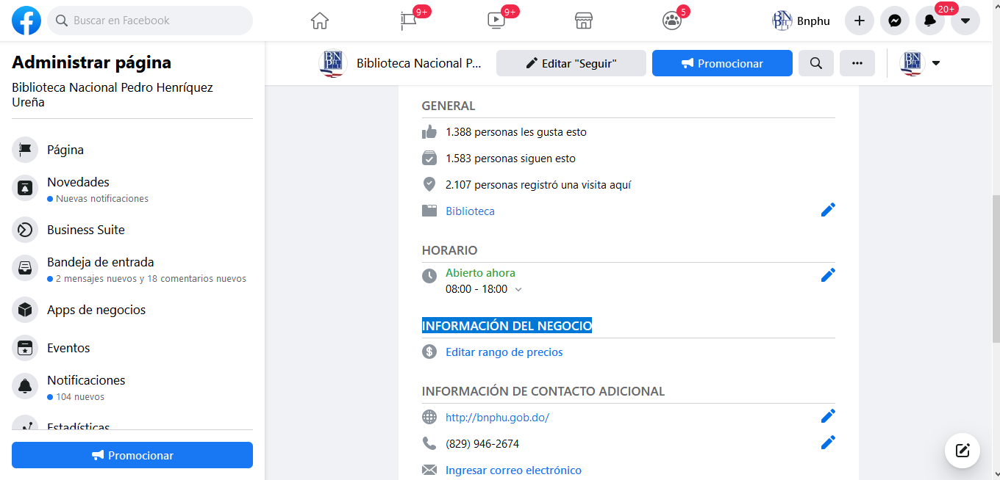 Buscar en Facebook
9+
9+
5
Bnphu
20+
Administrar página
Biblioteca Nacional Pedro Henríquez
Ureña
Página
Novedades
Nuevas notificaciones
Business Suite
Bandeja de entrada
2 mensajes nuevos y 18 comentarios nuevos
Apps de negocios
Eventos
Notificaciones
104 nuevos
Estadísticas
Promocionar
Biblioteca Nacional P...
Editar "Seguir"
Promocionar
GENERAL
1.388 personas les gusta esto
1.583 personas siguen esto
2.107 personas registró una visita aquí
Biblioteca
HORARIO
Abierto ahora
08:00 - 18:00
INFORMACIÓN DEL NEGOCIO
Editar rango de precios
INFORMACIÓN DE CONTACTO ADICIONAL
http://bnphu.gob.do/
(829) 946-2674
Ingresar correo electrónico